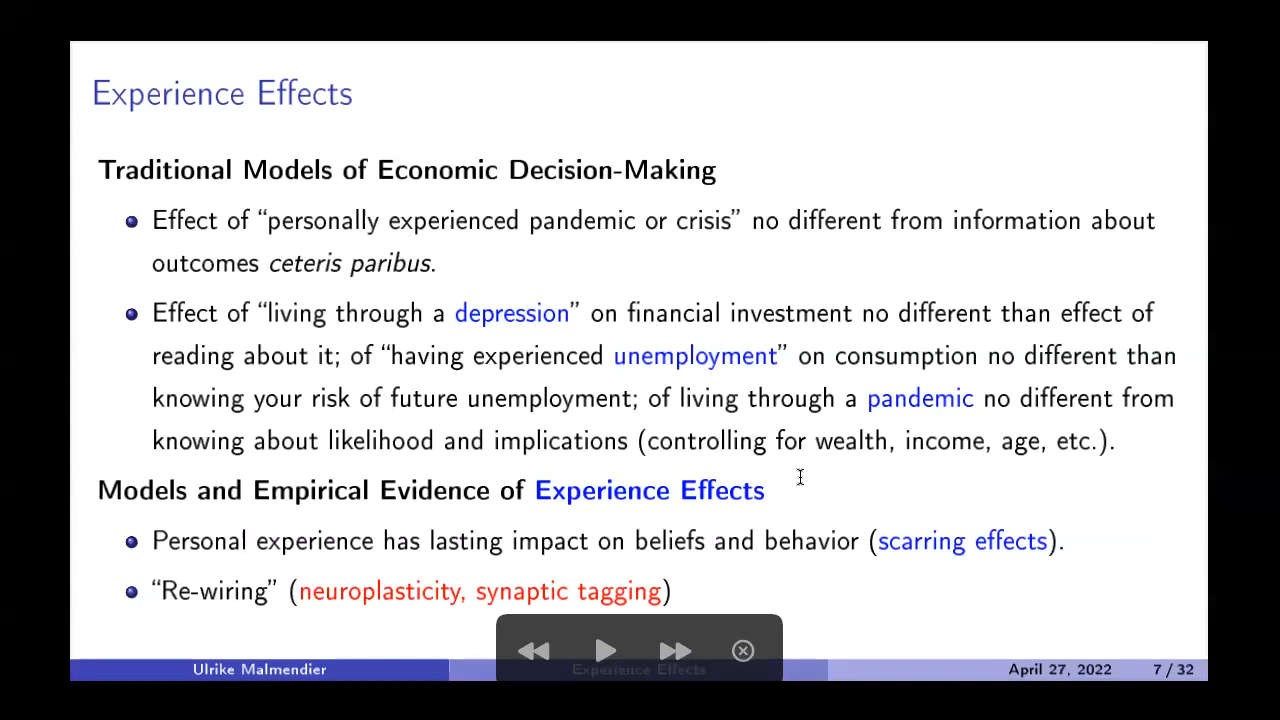 Experience Effects
Traditional Models of Economic Decision-Making
Effect of “personally experienced pandemic or crisis” no different from information about
outcomes ceteris paribus.
Effect of “living through a depression” on financial investment no different than effect of
reading about it; of “having experienced unemployment” on consumption no different than
knowing your risk of future unemployment; of living through a pandemic no different from
knowing about likelihood and implications (controlling for wealth, income, age, etc.).
Models and Empirical Evidence of Experience Effects
Personal experience has lasting impact on beliefs and behavior (scarring effects).
“Re-wiring” (neuroplasticity, synaptic tagging)
Ulrike Malmendier Experience Effects April 27, 2022 7 / 32